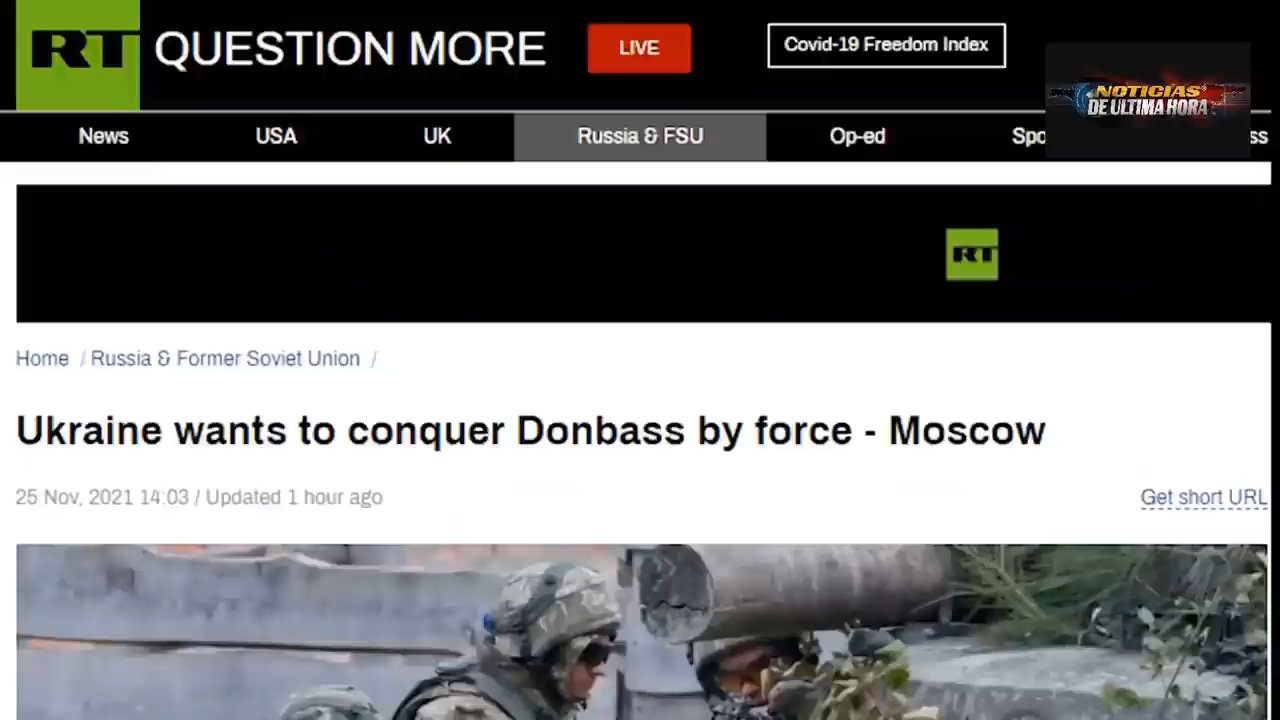 RT QUESTION MORE
LIVE
Covid-19 Freedom Index
NOTICIAS
DE ULTIMA HORA
News
USA
UK
Russia & FSU
Op-ed
Spo
ss
RT
Home / Russia & Former Soviet Union /
Ukraine wants to conquer Donbass by force - Moscow
25 Nov, 2021 14:03 / Updated 1 hour ago
Get short URL